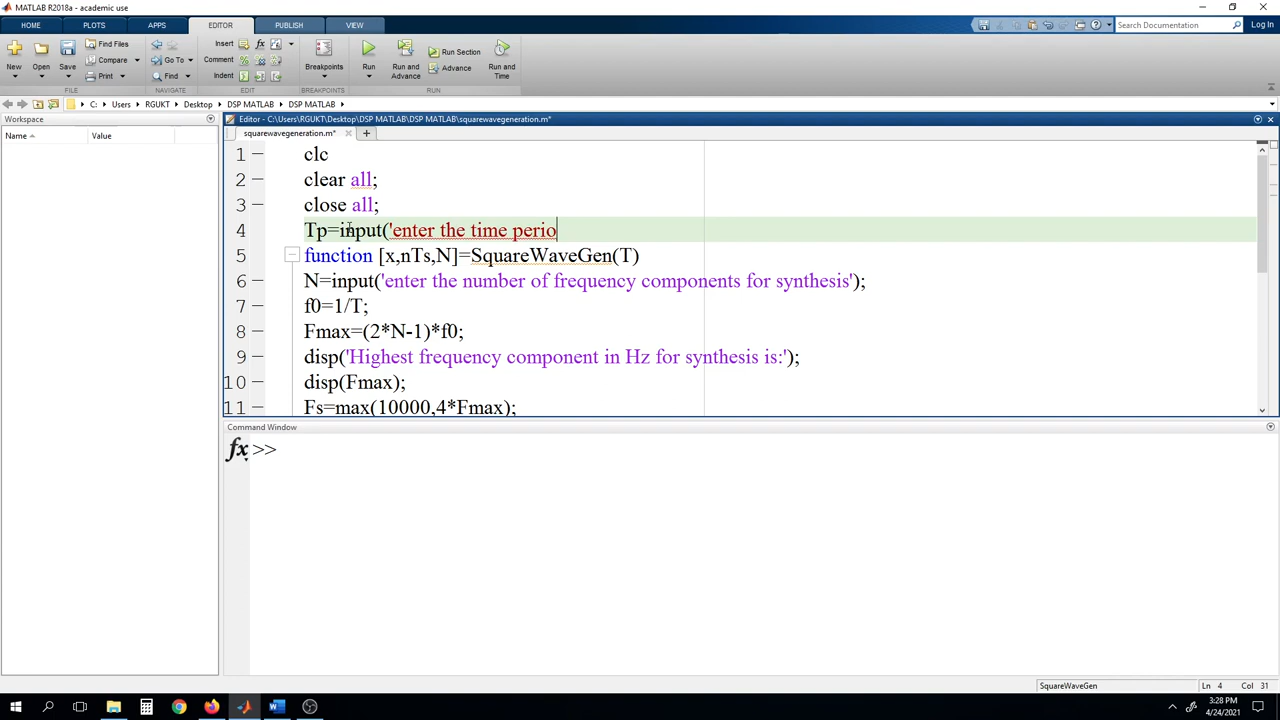 MATLAB R2018a - academic use
HOME PLOTS APPS EDITOR PUBLISH VIEW Search Documentation Log In
New Open Save Find Files Compare Print Go To Find Insert Comment Indent fx Breakpoints Run Run and Advance Run Section Advance Run and Time
FILE NAVIGATE EDIT BREAKPOINTS RUN
C: Users RGUKT Desktop DSP MATLAB DSP MATLAB
Workspace
Name Value
Editor - C:\Users\RGUKT\Desktop\DSP MATLAB\DSP MATLAB\squarewavegeneration.m*
squarewavegeneration.m*
1 clc
2 clear all;
3 close all;
4 Tp=input('enter the time perio
5 function [x,nTs,N]=SquareWaveGen(T)
6 N=input('enter the number of frequency components for synthesis');
7 f0=1/T;
8 Fmax=(2*N-1)*f0;
9 disp('Highest frequency component in Hz for synthesis is:');
10 disp(Fmax);
11 Fs=max(10000,4*Fmax);
Command Window
fx >>
SquareWaveGen Ln 4 Col 31
3:28 PM
4/24/2021